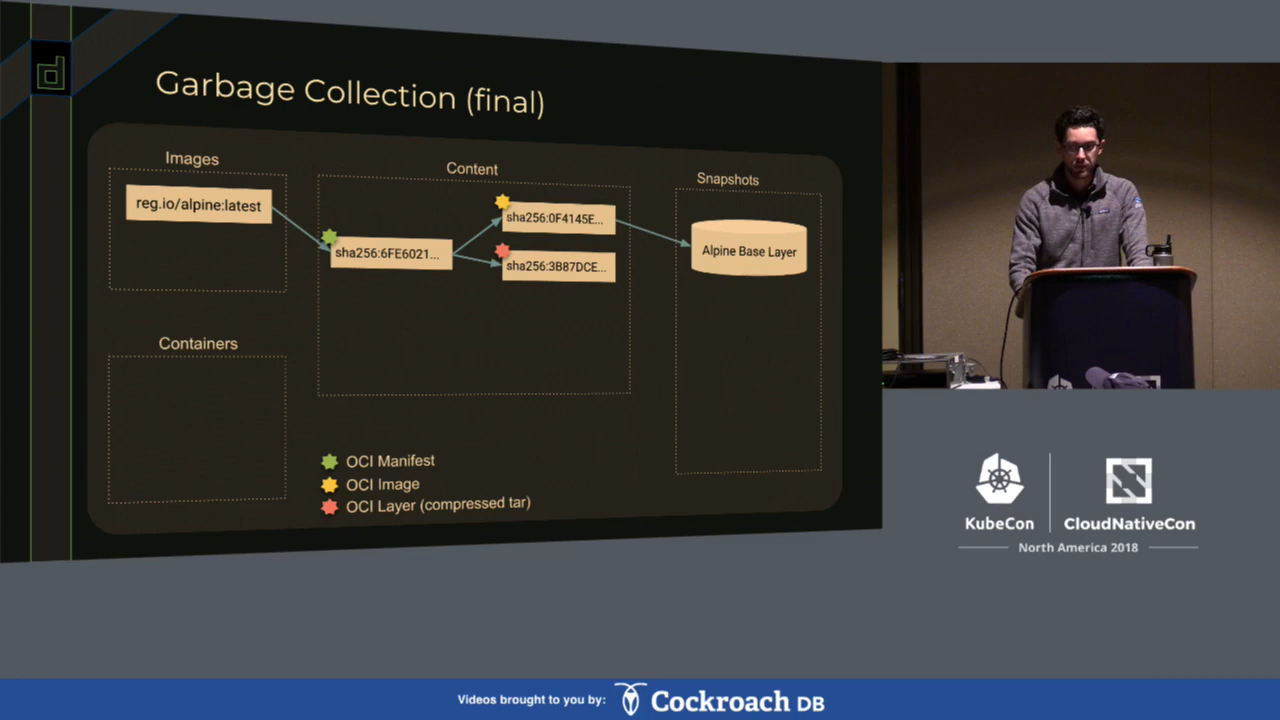 Garbage Collection (final)
Images
reg.io/alpine:latest
Content
sha256:6FE6021...
sha256:0F4145E...
sha256:3B87DCE...
Snapshots
Alpine Base Layer
Containers
OCI Manifest
OCI Image
OCI Layer (compressed tar)
KubeCon
CloudNativeCon
North America 2018
Videos brought to you by:
Cockroach DB